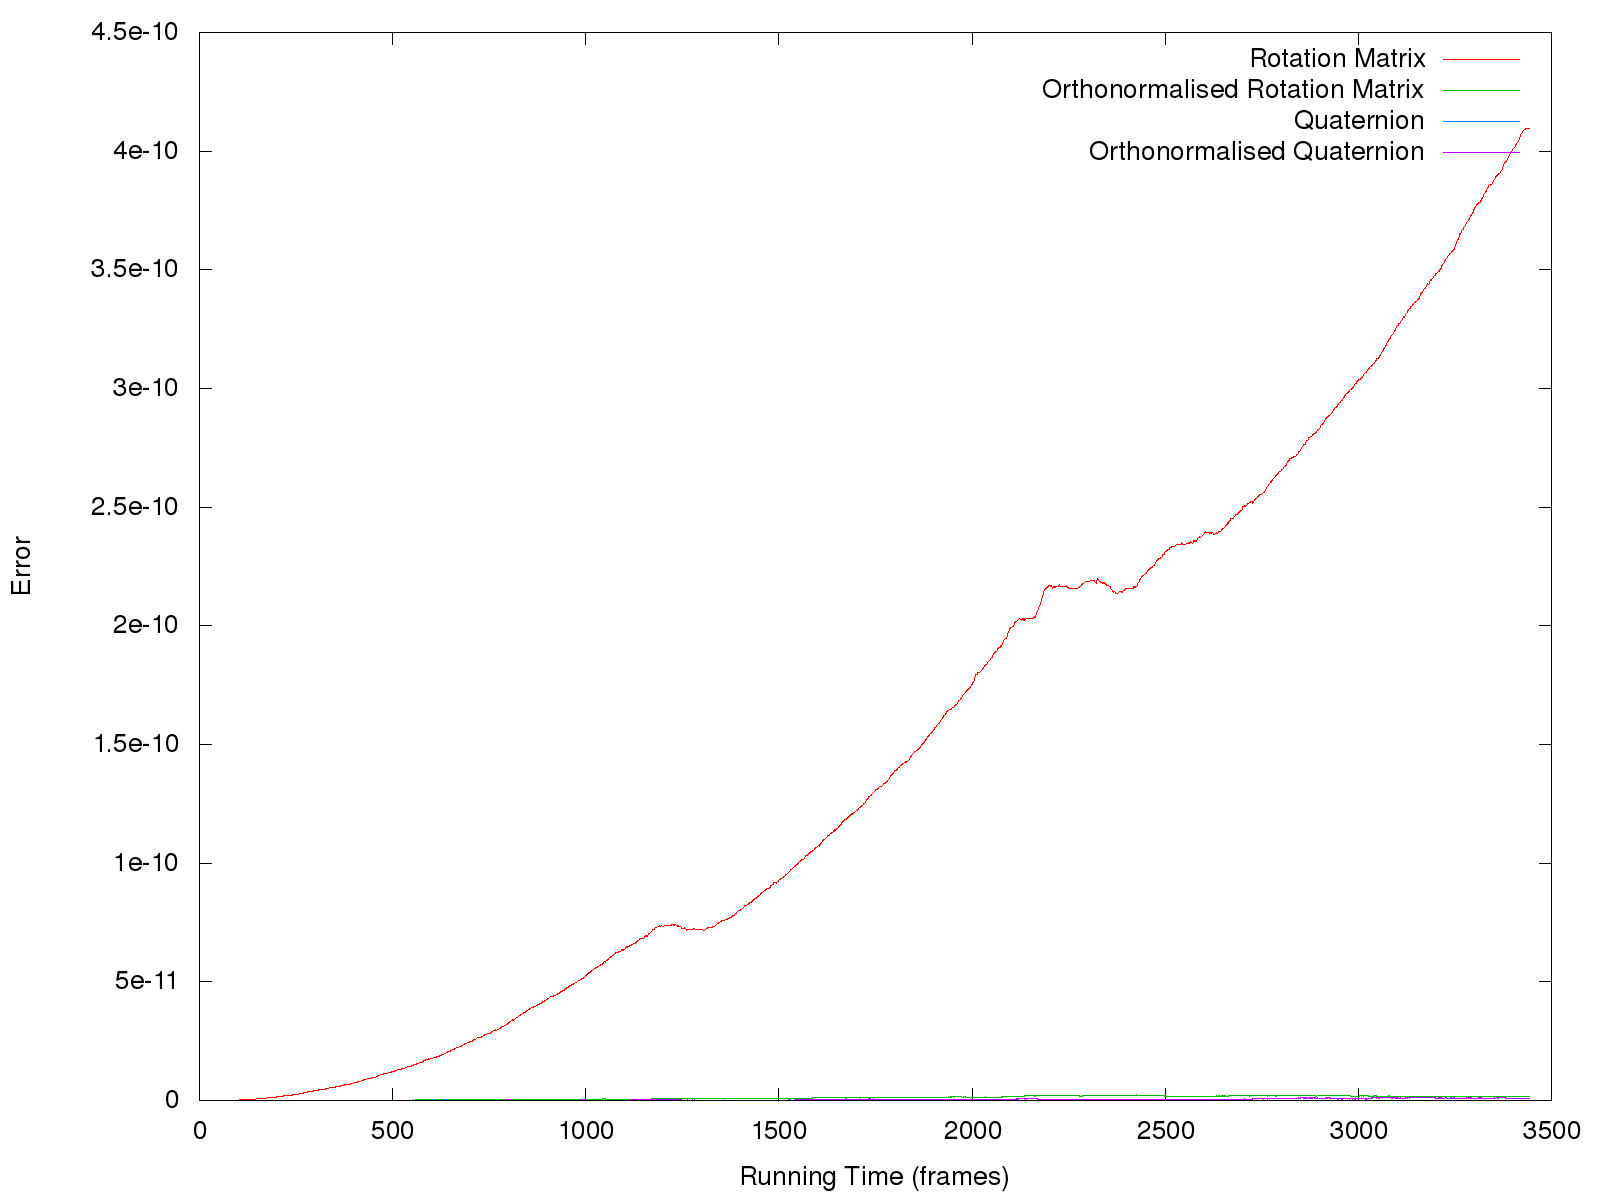 4.5e-10
4e-10
3.5e-10
3e-10
2.5e-10
2e-10
1.5e-10
1e-10
5e-11
0
Error
Rotation Matrix
Orthonormalised Rotation Matrix
Quaternion
Orthonormalised Quaternion
0 500 1000 1500 2000 2500 3000 3500
Running Time (frames)